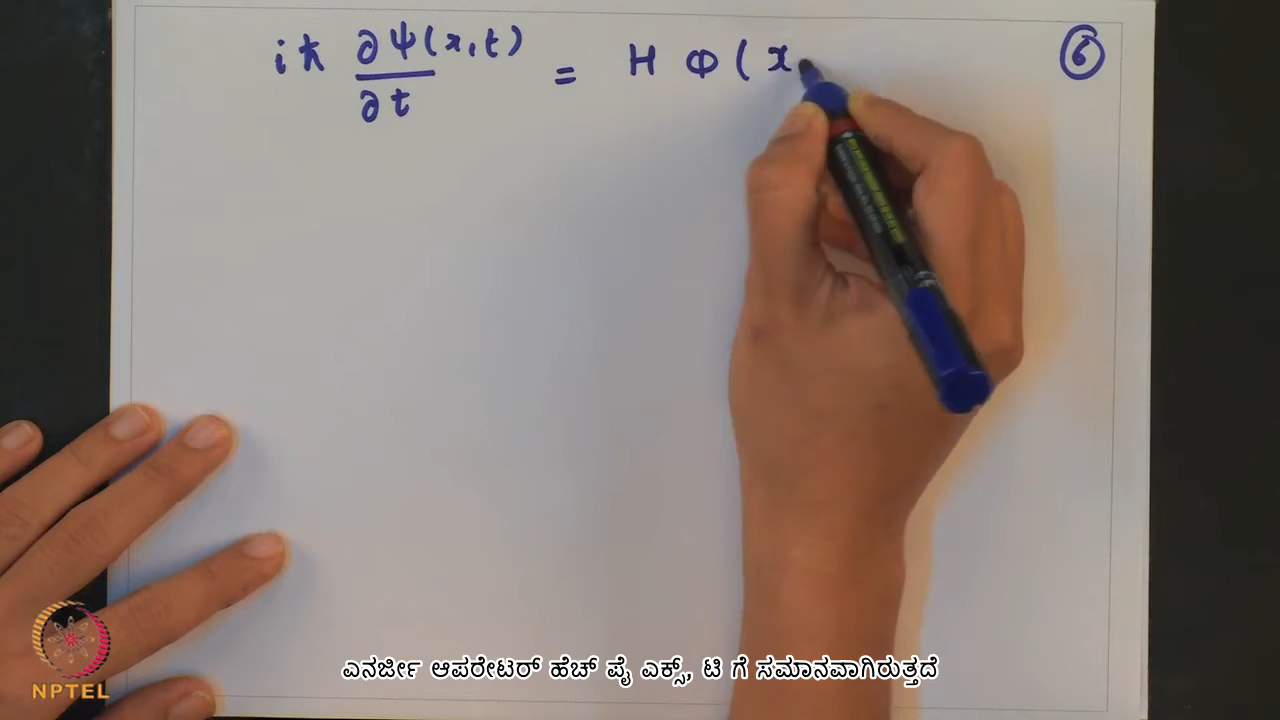 iħ ∂Ψ(x,t) / ∂t = H Φ(x, ⑥
ಎನರ್ಜೀ ಆಪರೇಟರ್ ಹೆಚ್ ಪೈ ಎಕ್ಸ್, ಟಿ ಗೆ ಸಮಾನವಾಗಿರುತ್ತದೆ
NPTEL